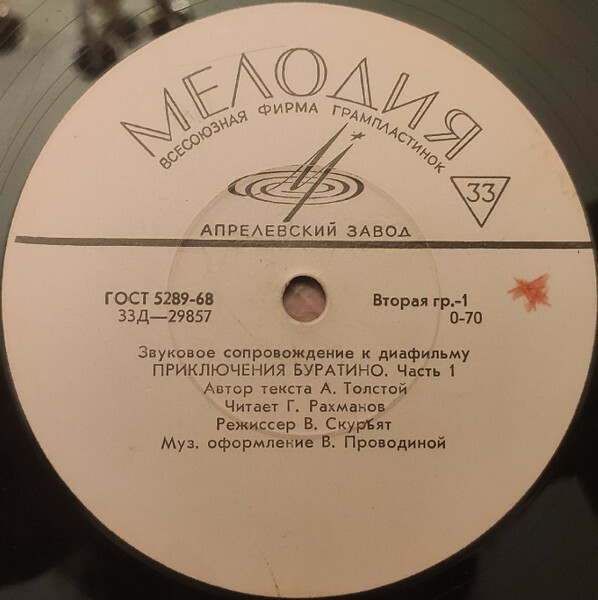 МЕЛОДИЯ
ВСЕСОЮЗНАЯ ФИРМА ГРАМПЛАСТИНОК
33
АПРЕЛЕВСКИЙ ЗАВОД
ГОСТ 5289-68 Вторая гр.-1
33Д—29857 0-70
Звуковое сопровождение к диафильму
ПРИКЛЮЧЕНИЯ БУРАТИНО. Часть 1
Автор текста А. Толстой
Читает Г. Рахманов
Режиссер В. Скурьят
Муз. оформление В. Проводиной